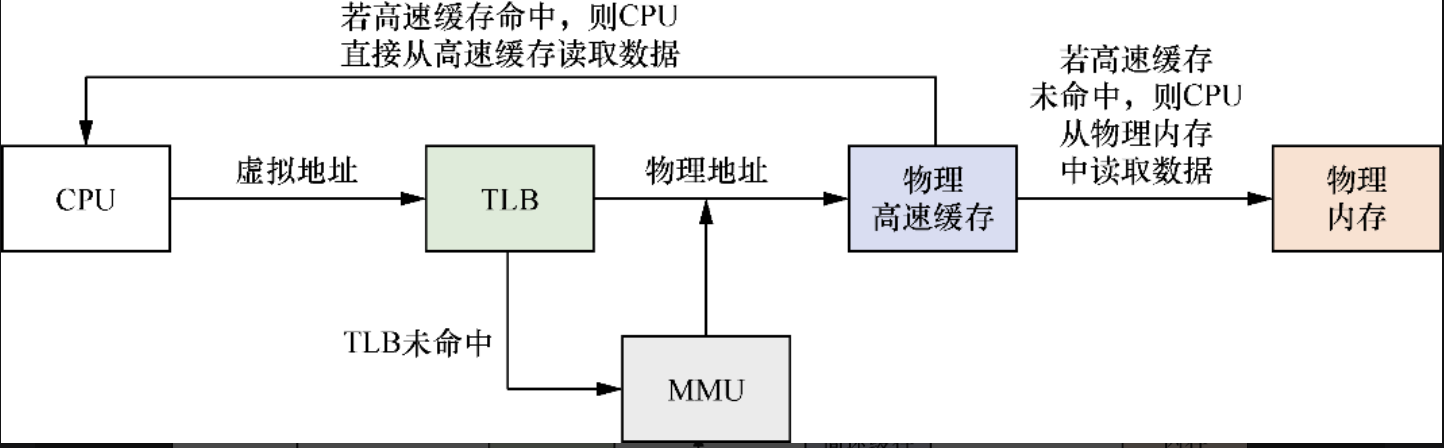 若高速缓存命中，则CPU
直接从高速缓存读取数据
若高速缓存
未命中，则CPU
从物理内存
中读取数据
CPU
虚拟地址
TLB
物理地址
物理
高速缓存
物理
内存
TLB未命中
MMU